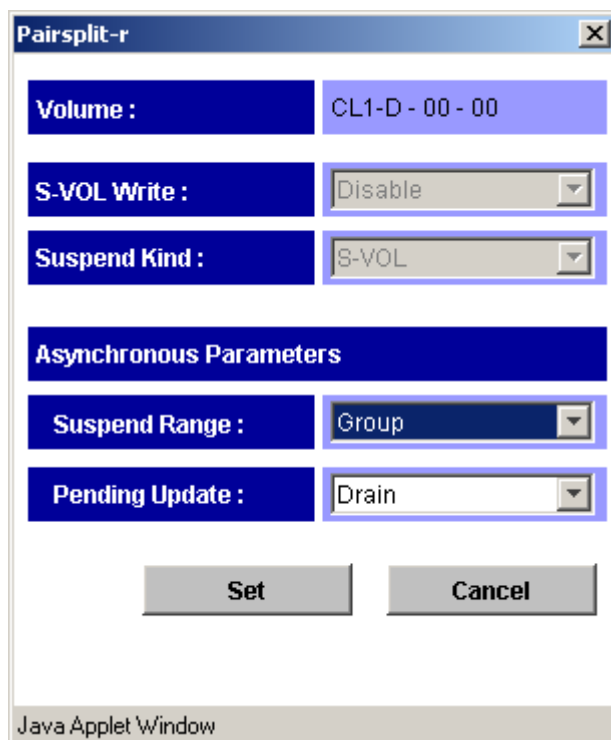 Pairsplit-r
Volume : CL1-D - 00 - 00
S-VOL Write : Disable
Suspend Kind : S-VOL
Asynchronous Parameters
Suspend Range : Group
Pending Update : Drain
Set Cancel
Java Applet Window